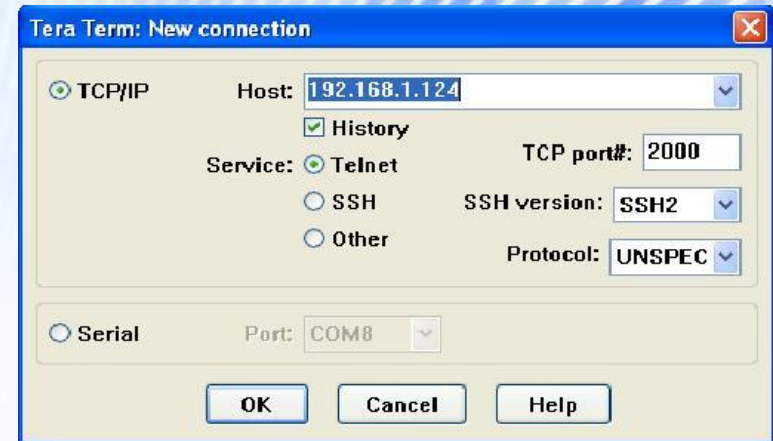 Tera Term: New connection
TCP/IP Host: 192.168.1.124
History
Service: Telnet TCP port#: 2000
SSH SSH version: SSH2
Other Protocol: UNSPEC
Serial Port: COM8
OK Cancel Help